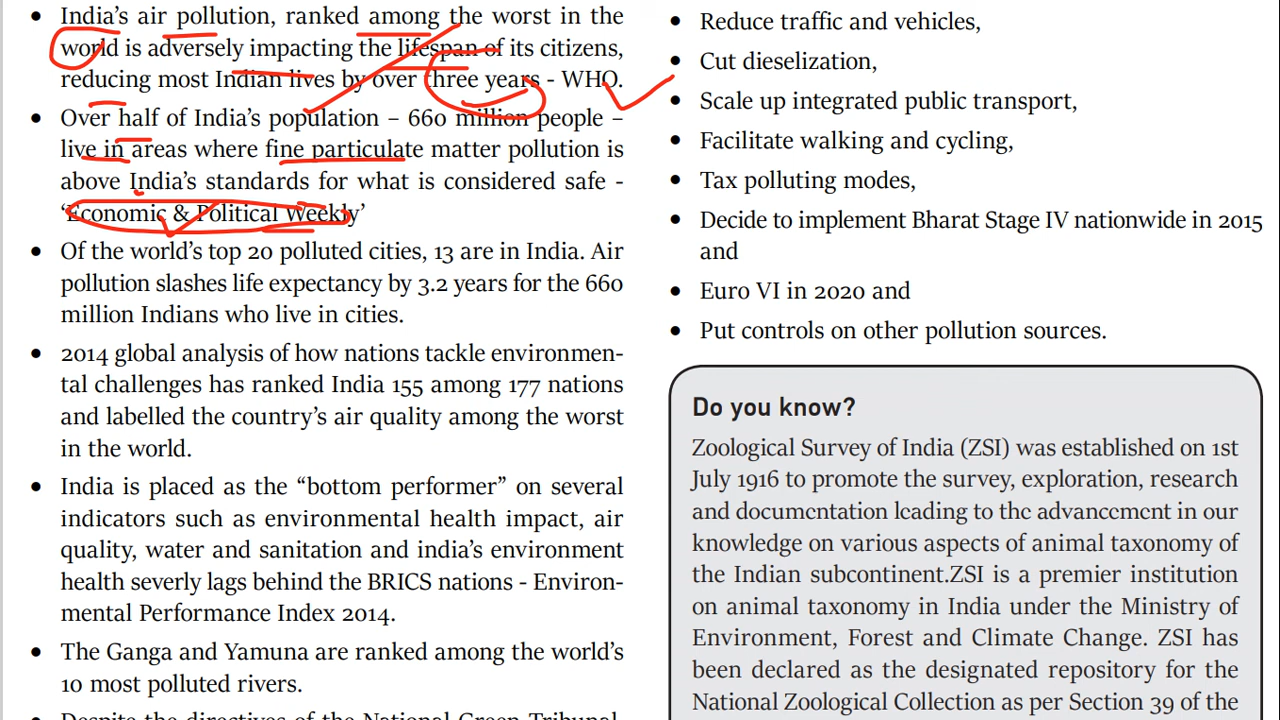 India’s air pollution, ranked among the worst in the
world is adversely impacting the lifespan of its citizens,
reducing most Indian lives by over three years - WHO.
Over half of India’s population – 660 million people –
live in areas where fine particulate matter pollution is
above India’s standards for what is considered safe -
‘Economic & Political Weekly’
Of the world’s top 20 polluted cities, 13 are in India. Air
pollution slashes life expectancy by 3.2 years for the 660
million Indians who live in cities.
2014 global analysis of how nations tackle environmen-
tal challenges has ranked India 155 among 177 nations
and labelled the country’s air quality among the worst
in the world.
India is placed as the “bottom performer” on several
indicators such as environmental health impact, air
quality, water and sanitation and india’s environment
health severly lags behind the BRICS nations - Environ-
mental Performance Index 2014.
The Ganga and Yamuna are ranked among the world’s
10 most polluted rivers.
Despite the directives of the National Green Tribunal,
Reduce traffic and vehicles,
Cut dieselization,
Scale up integrated public transport,
Facilitate walking and cycling,
Tax polluting modes,
Decide to implement Bharat Stage IV nationwide in 2015
and
Euro VI in 2020 and
Put controls on other pollution sources.
Do you know?
Zoological Survey of India (ZSI) was established on 1st
July 1916 to promote the survey, exploration, research
and documentation leading to the advancement in our
knowledge on various aspects of animal taxonomy of
the Indian subcontinent.ZSI is a premier institution
on animal taxonomy in India under the Ministry of
Environment, Forest and Climate Change. ZSI has
been declared as the designated repository for the
National Zoological Collection as per Section 39 of the